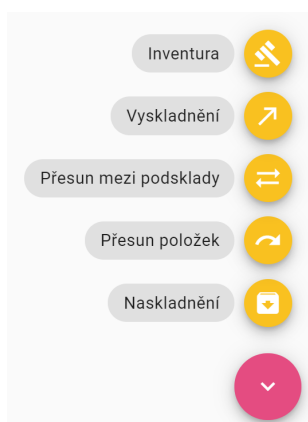 Inventura
Vyskladnění
Přesun mezi podsklady
Přesun položek
Naskladnění